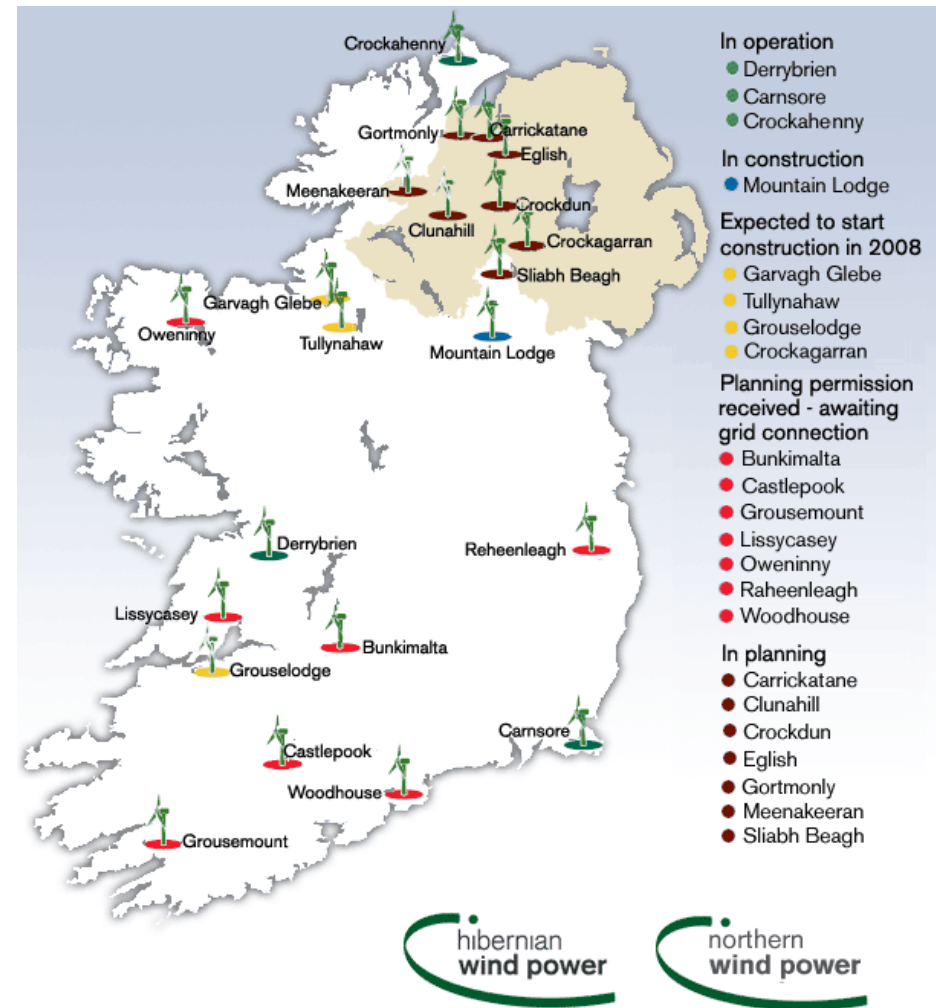 Crockahenny
Gortmonly
Carrickatane
Eglish
Meenakeeran
Crockdun
Clunahill
Crockagarran
Sliabh Beagh
Garvagh Glebe
Oweninny
Tullynahaw
Mountain Lodge
Derrybrien
Reheenleagh
Lissycasey
Bunkimalta
Grouselodge
Carnsore
Castlepook
Woodhouse
Grousemount
In operation
Derrybrien
Carnsore
Crockahenny
In construction
Mountain Lodge
Expected to start
construction in 2008
Garvagh Glebe
Tullynahaw
Grouselodge
Crockagarran
Planning permission
received - awaiting
grid connection
Bunkimalta
Castlepook
Grousemount
Lissycasey
Oweninny
Raheenleagh
Woodhouse
In planning
Carrickatane
Clunahill
Crockdun
Eglish
Gortmonly
Meenakeeran
Sliabh Beagh
hibernian
wind power
northern
wind power